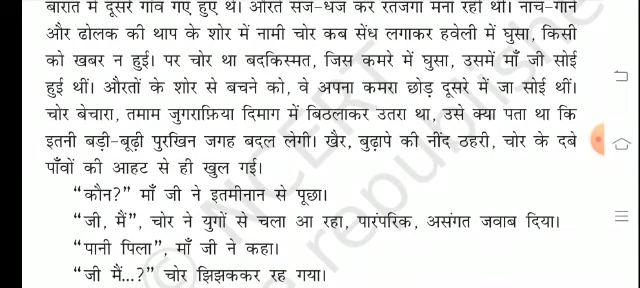 बारात में दूसरे गाँव गए हुए थे। औरतें सज-धज कर रतजगा मना रही थीं। नाच-गाने
और ढोलक की थाप के शोर में नामी चोर कब सेंध लगाकर हवेली में घुसा, किसी
को खबर न हुई। पर चोर था बदकिस्मत, जिस कमरे में घुसा, उसमें माँ जी सोई
हुई थीं। औरतों के शोर से बचने को, वे अपना कमरा छोड़ दूसरे में जा सोई थीं।
चोर बेचारा, तमाम जुगराफ़िया दिमाग में बिठलाकर उतरा था, उसे क्या पता था कि
इतनी बड़ी-बूढ़ी पुरखिन जगह बदल लेगी। खैर, बुढ़ापे की नींद ठहरी, चोर के दबे
पाँवों की आहट से ही खुल गई।
“कौन?” माँ जी ने इतमीनान से पूछा।
“जी, मैं”, चोर ने युगों से चला आ रहा, पारंपरिक, असंगत जवाब दिया।
“पानी पिला”, माँ जी ने कहा।
“जी मैं...?” चोर झिझककर रह गया।
© NCERT
republished